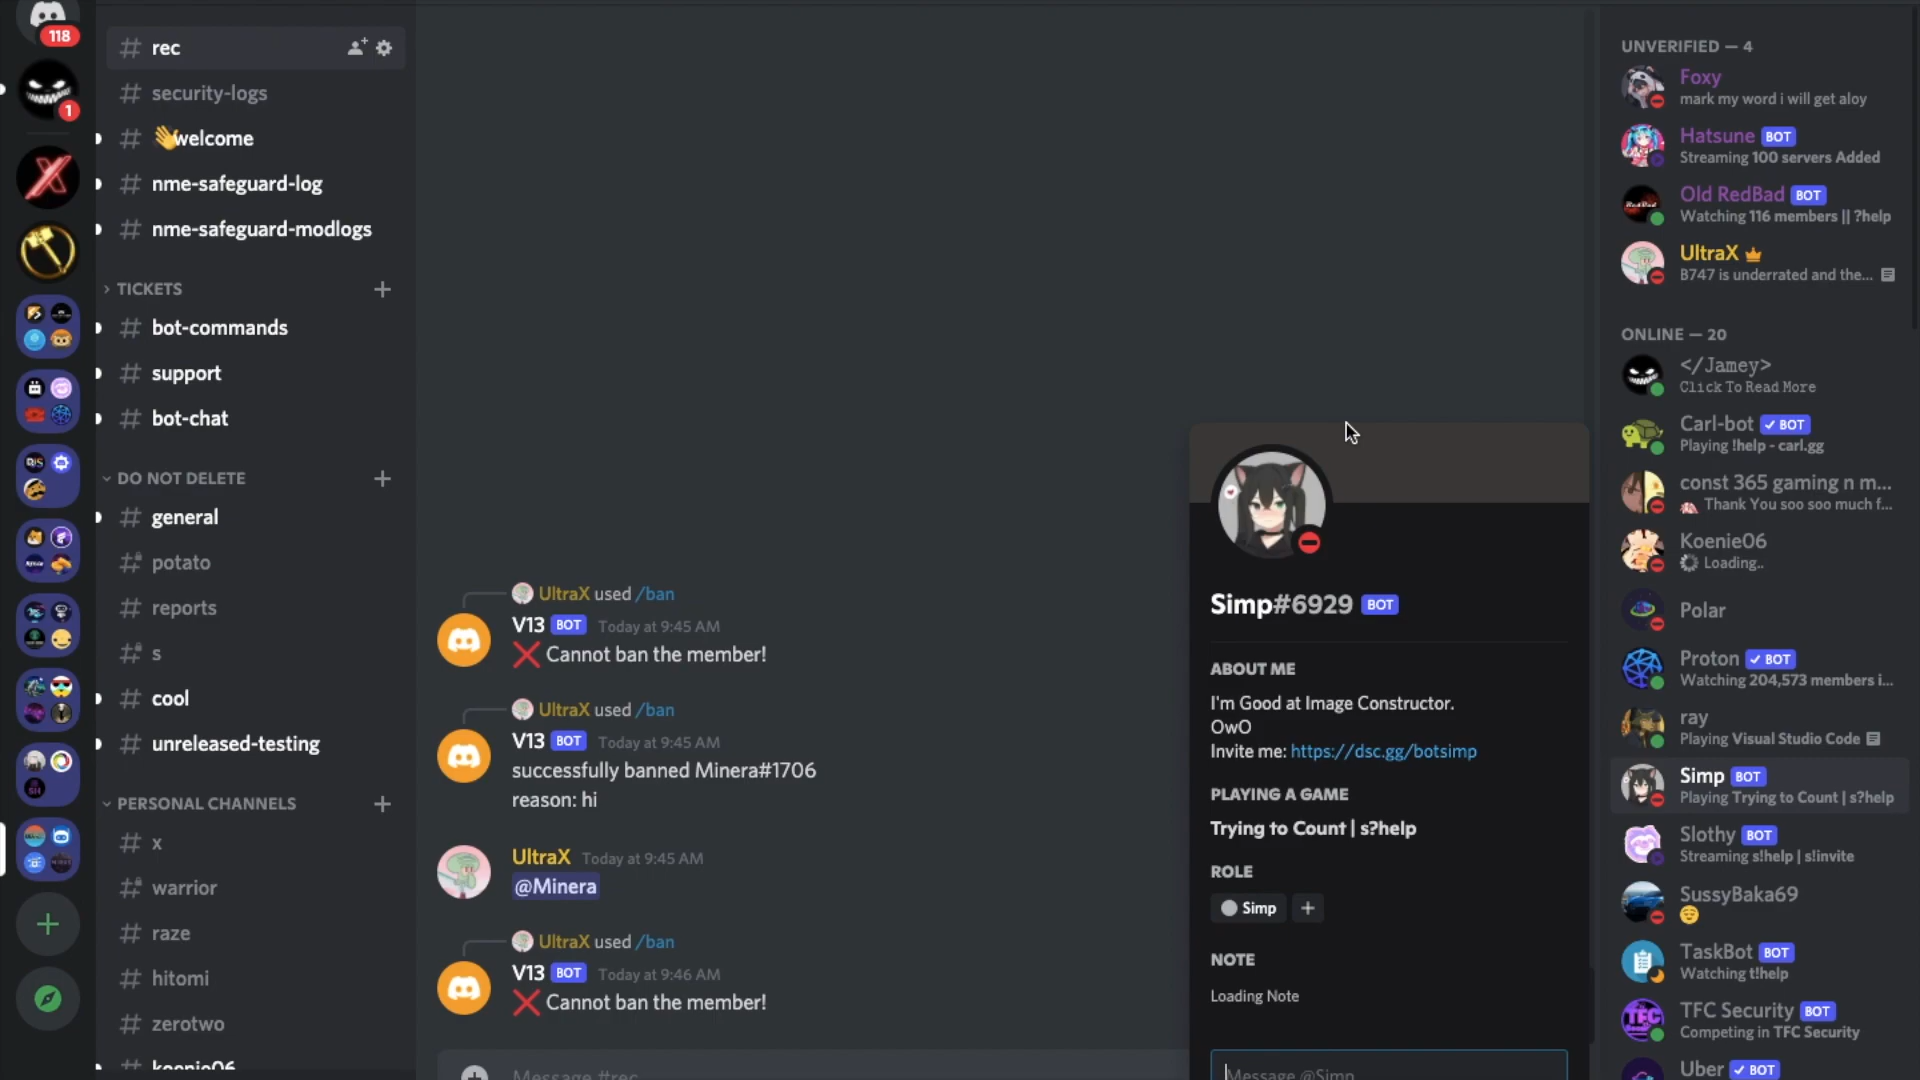 118
1
# rec
# security-logs
# 👋welcome
# nme-safeguard-log
# nme-safeguard-modlogs
TICKETS
# bot-commands
# support
# bot-chat
DO NOT DELETE
# general
# potato
# reports
# s
# cool
# unreleased-testing
PERSONAL CHANNELS
# x
# warrior
# raze
# hitomi
# zerotwo
# koenie06
UltraX used /ban
V13 BOT Today at 9:45 AM
❌ Cannot ban the member!
UltraX used /ban
V13 BOT Today at 9:45 AM
successfully banned Minera#1706
reason: hi
UltraX Today at 9:45 AM
@Minera
UltraX used /ban
V13 BOT Today at 9:46 AM
❌ Cannot ban the member!
Message #rec
Simp#6929 BOT
ABOUT ME
I'm Good at Image Constructor.
OwO
Invite me: https://dsc.gg/botsimp
PLAYING A GAME
Trying to Count | s?help
ROLE
Simp +
NOTE
Loading Note
Message @Simp
UNVERIFIED — 4
Foxy
mark my word i will get aloy
Hatsune BOT
Streaming 100 servers Added
Old RedBad BOT
Watching 116 members || ?help
UltraX
B747 is underrated and the...
ONLINE — 20
</Jamey>
Click To Read More
Carl-bot ✓ BOT
Playing !help - carl.gg
const 365 gaming n m...
Thank You soo soo much f...
Koenie06
Loading..
Polar
Proton ✓ BOT
Watching 204,573 members i...
ray
Playing Visual Studio Code
Simp BOT
Playing Trying to Count | s?help
Slothy BOT
Streaming s!help | s!invite
SussyBaka69
😌
TaskBot BOT
Watching t!help
TFC Security BOT
Competing in TFC Security
Uber ✓ BOT